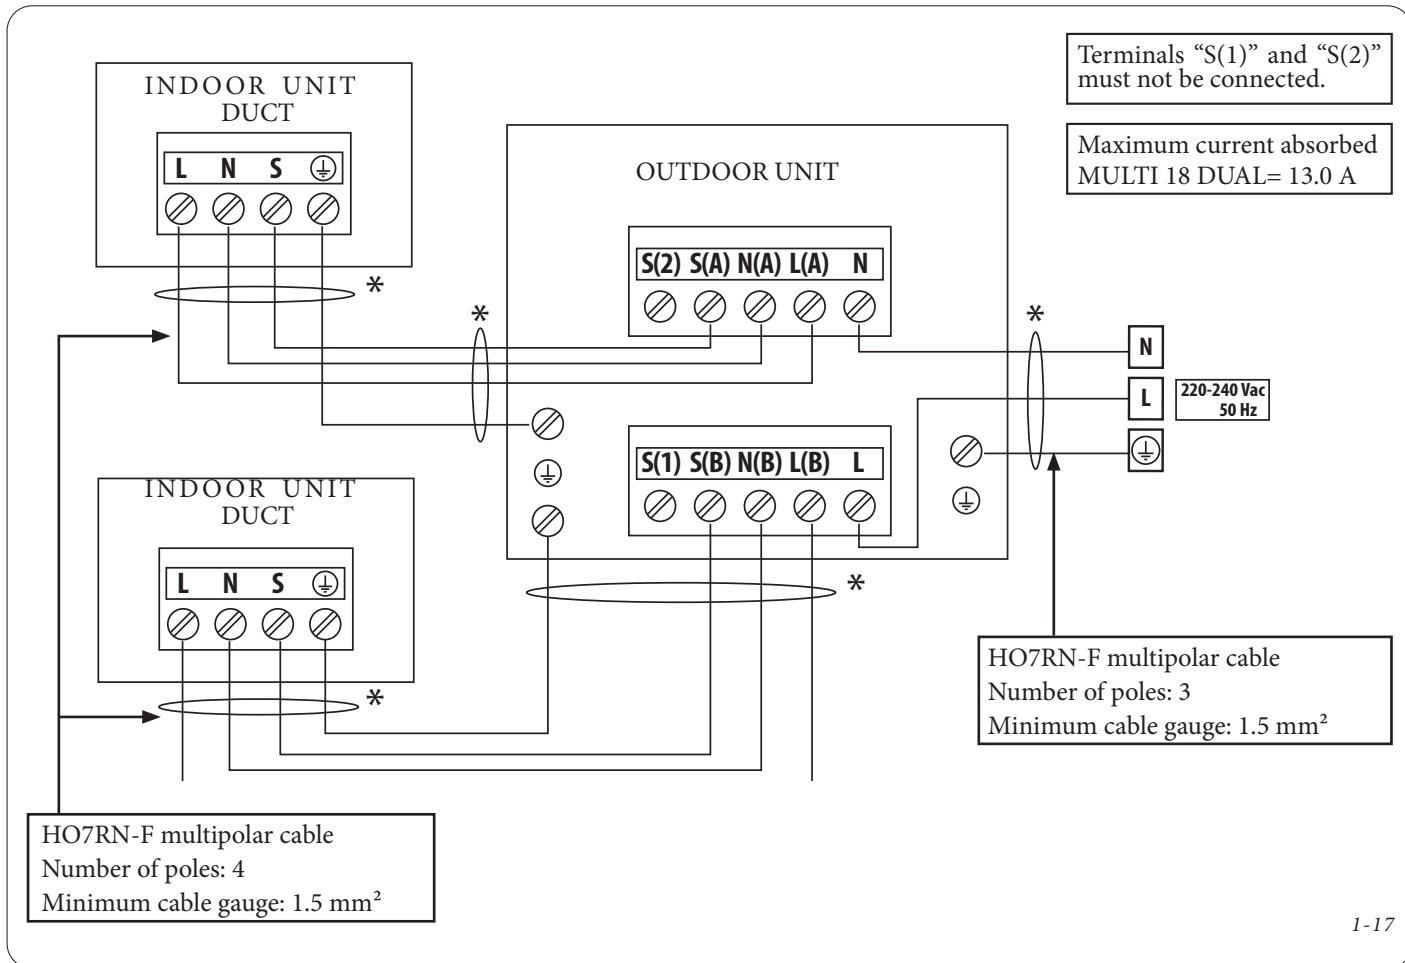 Terminals “S(1)” and “S(2)”
must not be connected.
Maximum current absorbed
MULTI 18 DUAL= 13.0 A
INDOOR UNIT
DUCT
L N S
*
OUTDOOR UNIT
S(2) S(A) N(A) L(A) N
*
*
N
L
220-240 Vac
50 Hz
S(1) S(B) N(B) L(B) L
*
INDOOR UNIT
DUCT
L N S
*
HO7RN-F multipolar cable
Number of poles: 3
Minimum cable gauge: 1.5 mm²
HO7RN-F multipolar cable
Number of poles: 4
Minimum cable gauge: 1.5 mm²
1-17